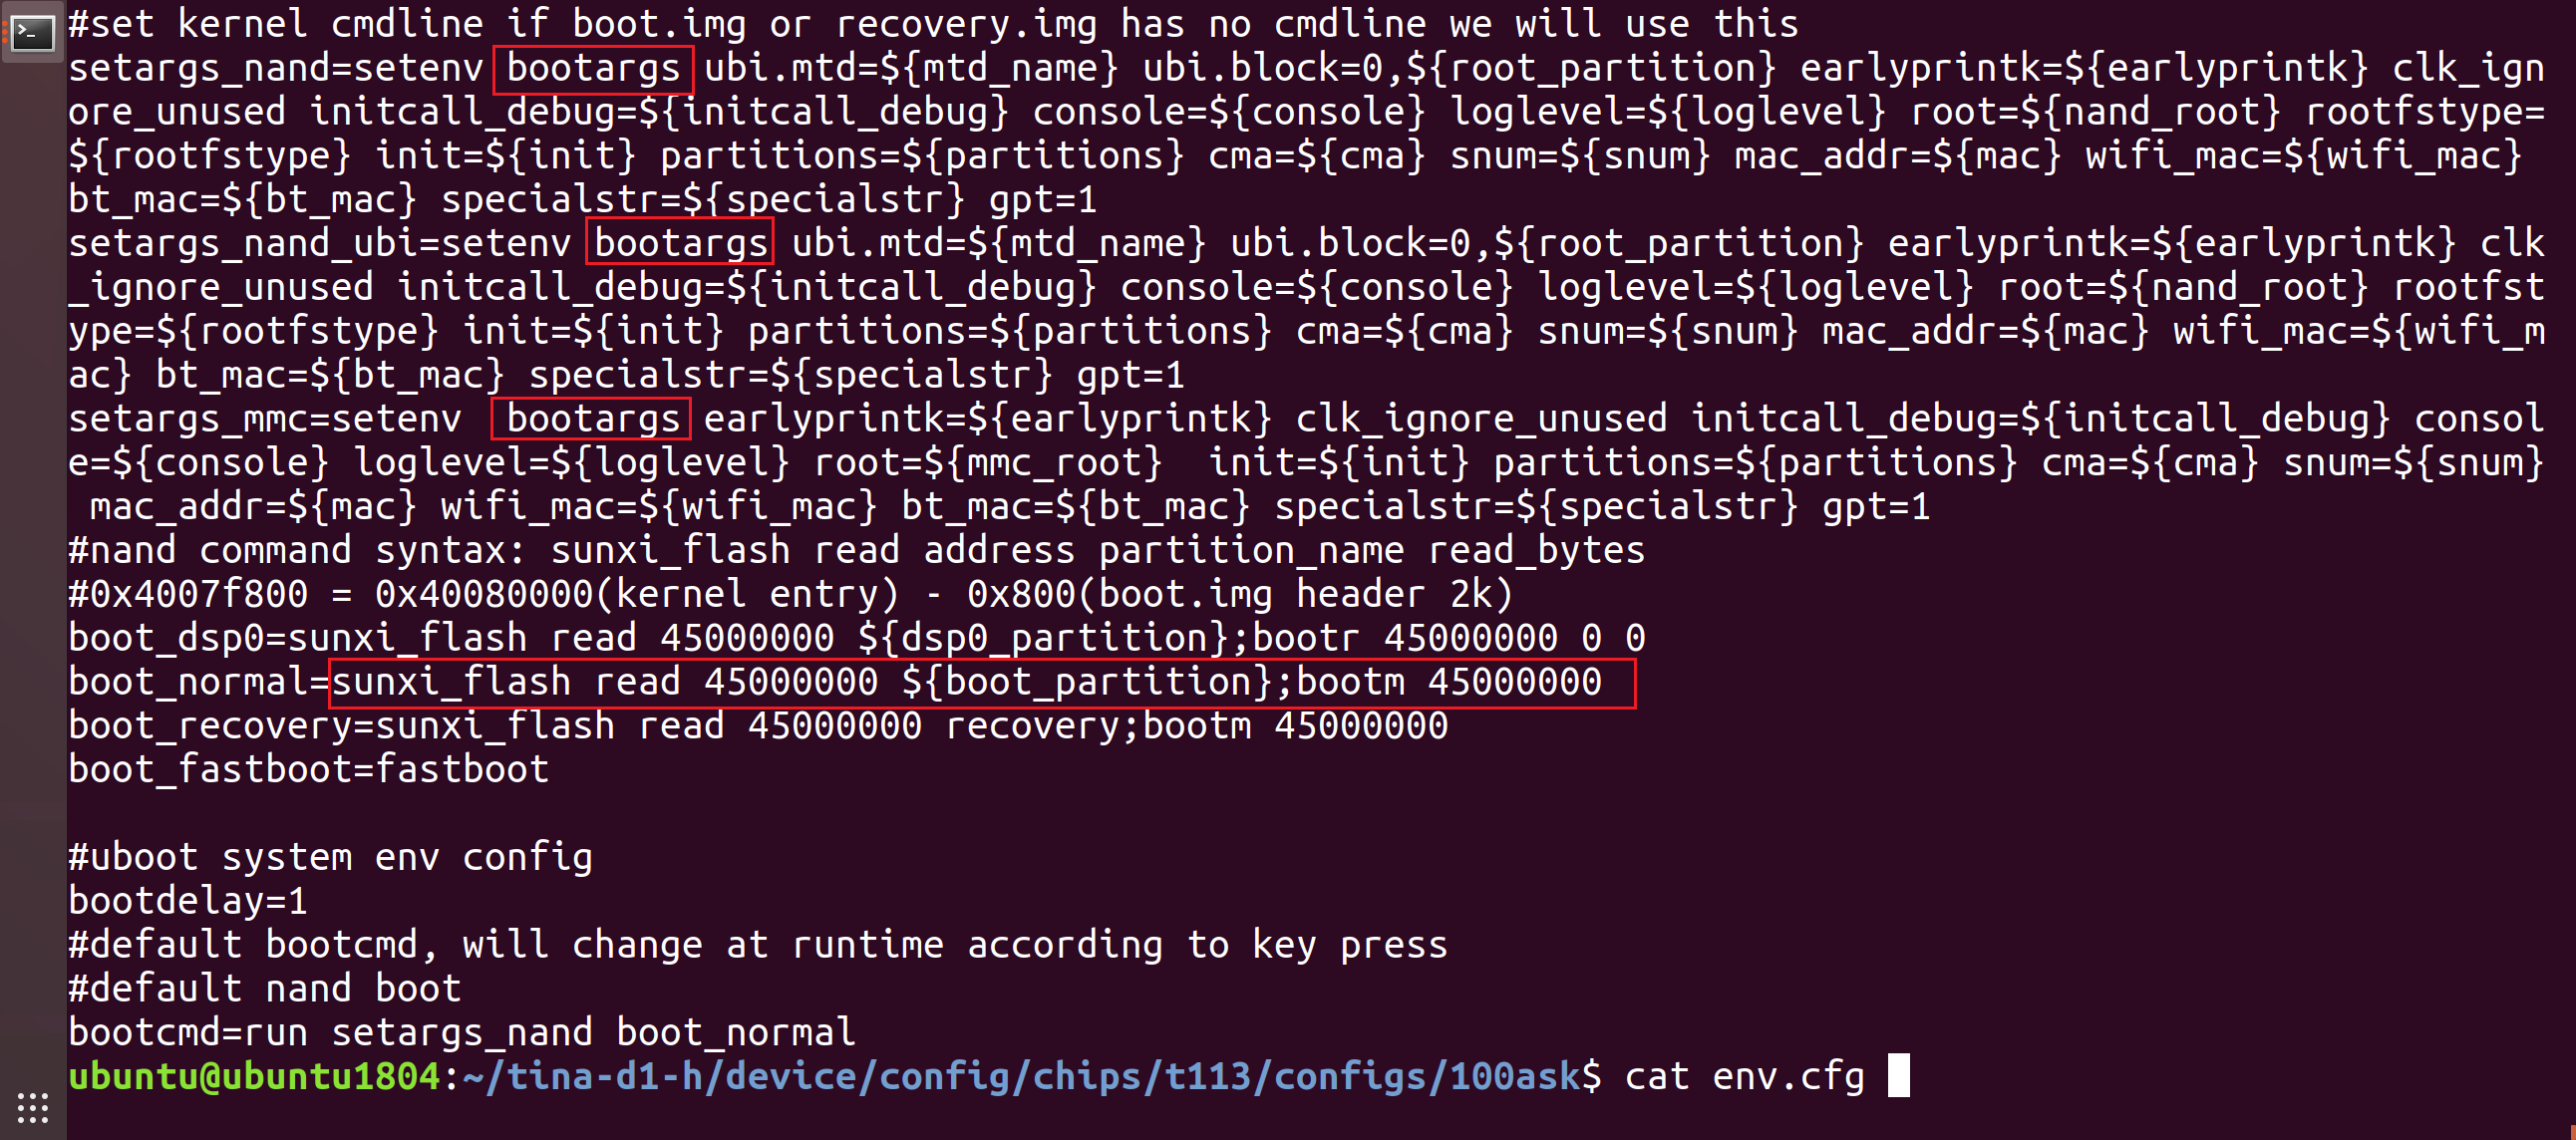 #set kernel cmdline if boot.img or recovery.img has no cmdline we will use this
setargs_nand=setenv bootargs ubi.mtd=${mtd_name} ubi.block=0,${root_partition} earlyprintk=${earlyprintk} clk_ign
ore_unused initcall_debug=${initcall_debug} console=${console} loglevel=${loglevel} root=${nand_root} rootfstype=
${rootfstype} init=${init} partitions=${partitions} cma=${cma} snum=${snum} mac_addr=${mac} wifi_mac=${wifi_mac}
bt_mac=${bt_mac} specialstr=${specialstr} gpt=1
setargs_nand_ubi=setenv bootargs ubi.mtd=${mtd_name} ubi.block=0,${root_partition} earlyprintk=${earlyprintk} clk
_ignore_unused initcall_debug=${initcall_debug} console=${console} loglevel=${loglevel} root=${nand_root} rootfst
ype=${rootfstype} init=${init} partitions=${partitions} cma=${cma} snum=${snum} mac_addr=${mac} wifi_mac=${wifi_m
ac} bt_mac=${bt_mac} specialstr=${specialstr} gpt=1
setargs_mmc=setenv  bootargs earlyprintk=${earlyprintk} clk_ignore_unused initcall_debug=${initcall_debug} consol
e=${console} loglevel=${loglevel} root=${mmc_root}  init=${init} partitions=${partitions} cma=${cma} snum=${snum}
 mac_addr=${mac} wifi_mac=${wifi_mac} bt_mac=${bt_mac} specialstr=${specialstr} gpt=1
#nand command syntax: sunxi_flash read address partition_name read_bytes
#0x4007f800 = 0x40080000(kernel entry) - 0x800(boot.img header 2k)
boot_dsp0=sunxi_flash read 45000000 ${dsp0_partition};bootr 45000000 0 0
boot_normal=sunxi_flash read 45000000 ${boot_partition};bootm 45000000
boot_recovery=sunxi_flash read 45000000 recovery;bootm 45000000
boot_fastboot=fastboot
#uboot system env config
bootdelay=1
#default bootcmd, will change at runtime according to key press
#default nand boot
bootcmd=run setargs_nand boot_normal
ubuntu@ubuntu1804:~/tina-d1-h/device/config/chips/t113/configs/100ask$ cat env.cfg